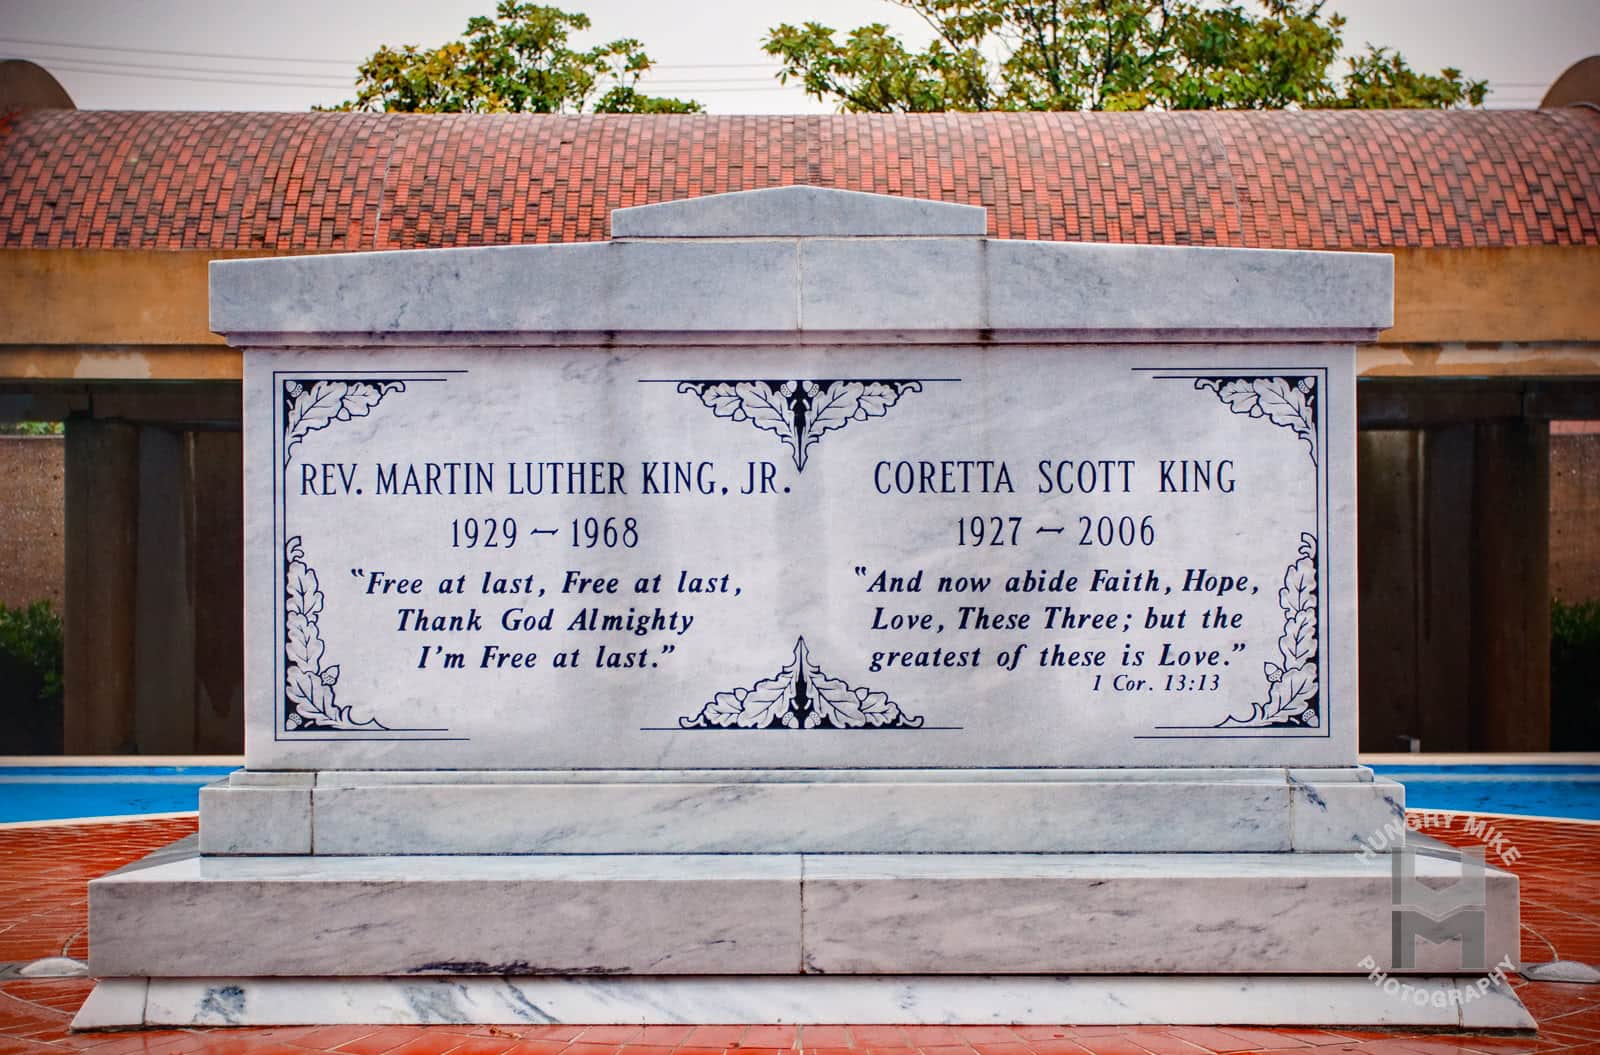 REV. MARTIN LUTHER KING, JR.
1929 ~ 1968
"Free at last, Free at last,
Thank God Almighty
I'm Free at last."
CORETTA SCOTT KING
1927 ~ 2006
"And now abide Faith, Hope,
Love, These Three; but the
greatest of these is Love."
1 Cor. 13:13
HUNGRY MIKE
HM
PHOTOGRAPHY